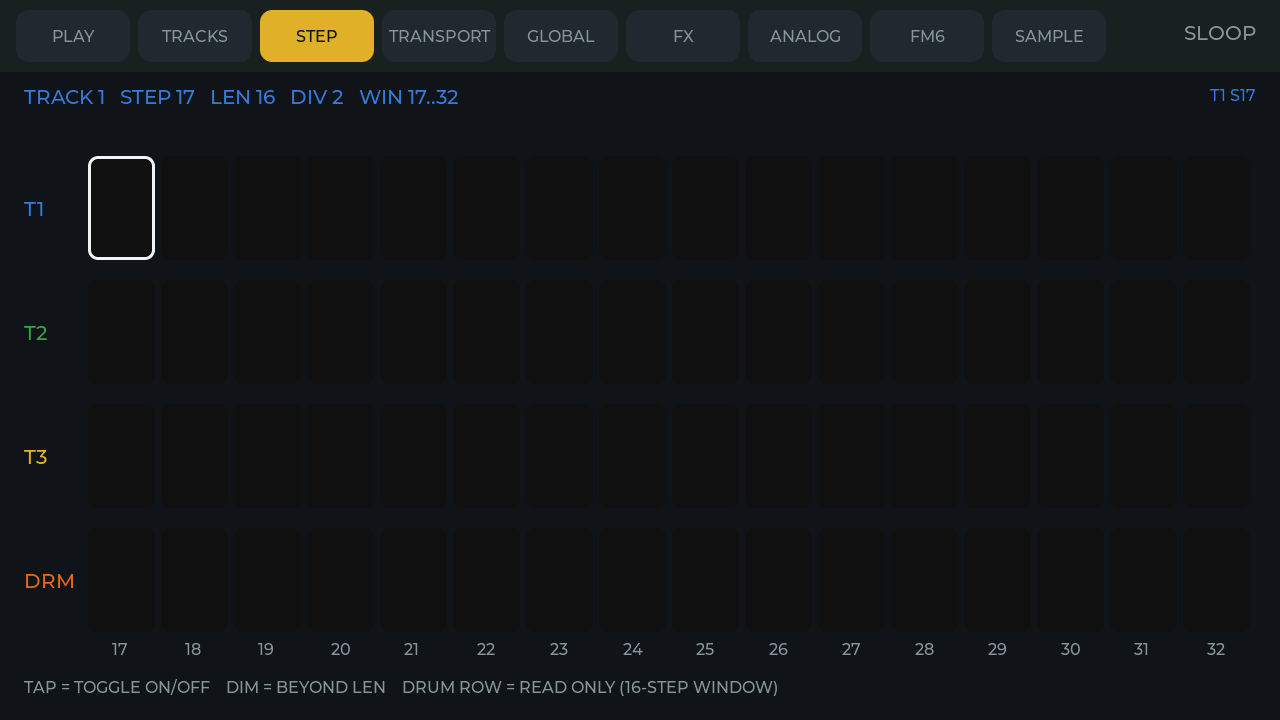 PLAY TRACKS STEP TRANSPORT GLOBAL FX ANALOG FM6 SAMPLE SLOOP
TRACK 1 STEP 17 LEN 16 DIV 2 WIN 17..32 T1 S17
T1
T2
T3
DRM
17 18 19 20 21 22 23 24 25 26 27 28 29 30 31 32
TAP = TOGGLE ON/OFF DIM = BEYOND LEN DRUM ROW = READ ONLY (16-STEP WINDOW)